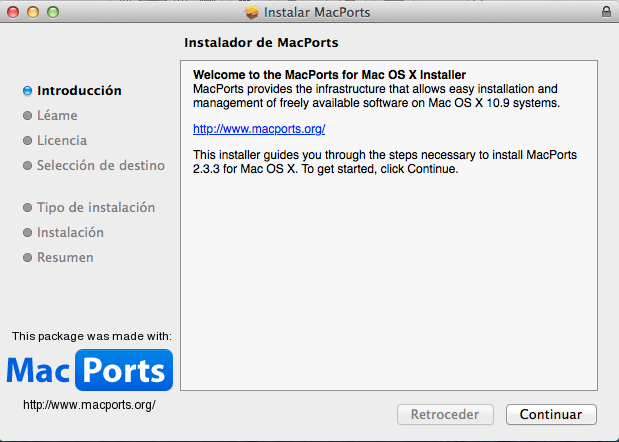 Instalar MacPorts
Instalador de MacPorts
Introducción
Léame
Licencia
Selección de destino
Tipo de instalación
Instalación
Resumen
Welcome to the MacPorts for Mac OS X Installer
MacPorts provides the infrastructure that allows easy installation and
management of freely available software on Mac OS X 10.9 systems.
http://www.macports.org/
This installer guides you through the steps necessary to install MacPorts
2.3.3 for Mac OS X. To get started, click Continue.
This package was made with:
Mac Ports
http://www.macports.org/
Retroceder
Continuar